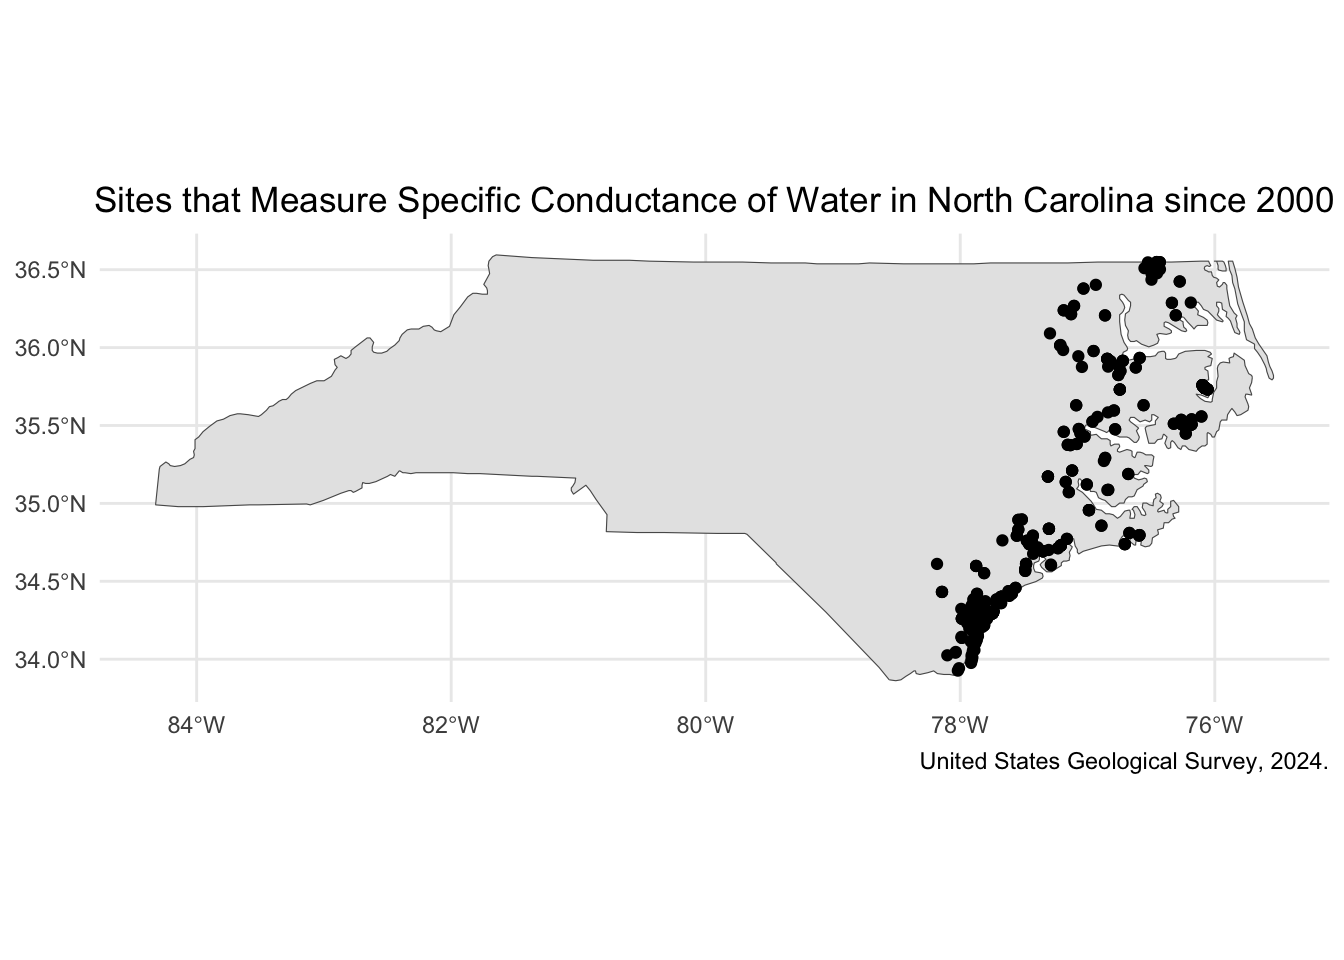 Sites that Measure Specific Conductance of Water in North Carolina since 2000
36.5°N
36.0°N
35.5°N
35.0°N
34.5°N
34.0°N
84°W
82°W
80°W
78°W
76°W
United States Geological Survey, 2024.